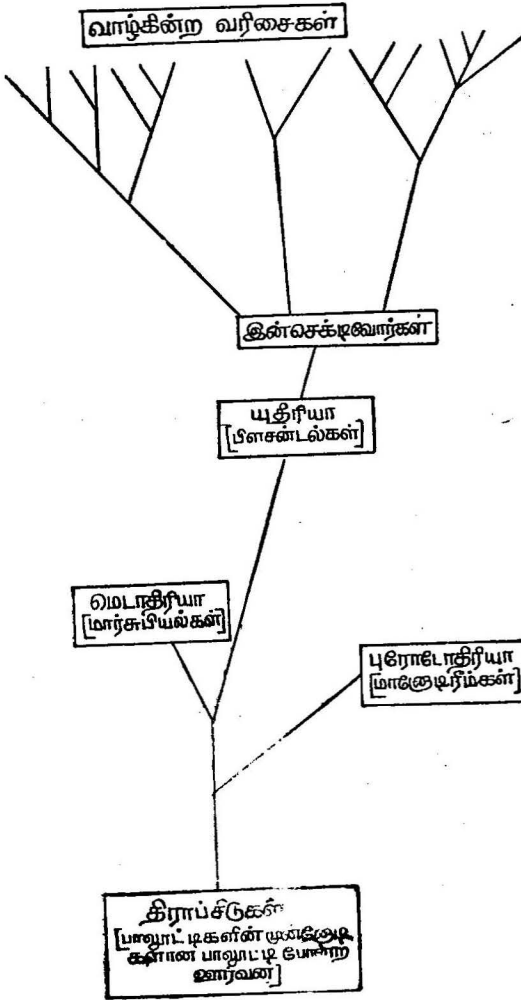 வாழ்கின்ற வரிசைகள்
இன்செக்டிவோர்கள்
யுதீரியா
[பிளசன்டல்கள்]
மெடாதீரியா
[மார்சுபியல்கள்]
புரோடோதிரியா
[மானோடிரீம்கள்]
திராப்சிடுகள்
[பாலூட்டிகளின் முன்னோடி
களான பாலூட்டி போன்ற
ஊர்வன]